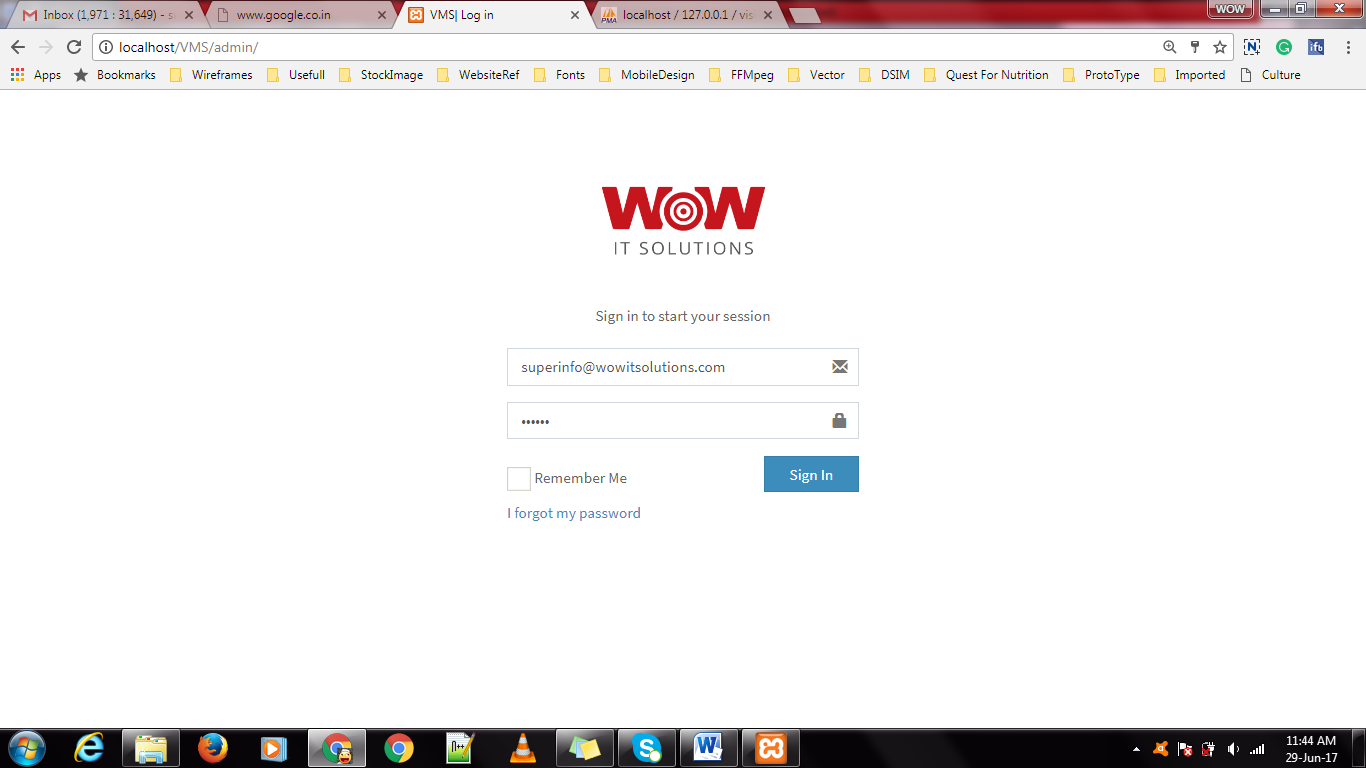 Inbox (1,971 : 31,649) - su
www.google.co.in
VMS| Log in
localhost / 127.0.0.1 / vis
WOW
localhost/VMS/admin/
Apps Bookmarks Wireframes Usefull StockImage WebsiteRef Fonts MobileDesign FFMpeg Vector DSIM Quest For Nutrition ProtoType Imported Culture
WOW
IT SOLUTIONS
Sign in to start your session
superinfo@wowitsolutions.com
••••••
Remember Me
Sign In
I forgot my password
11:44 AM
29-Jun-17